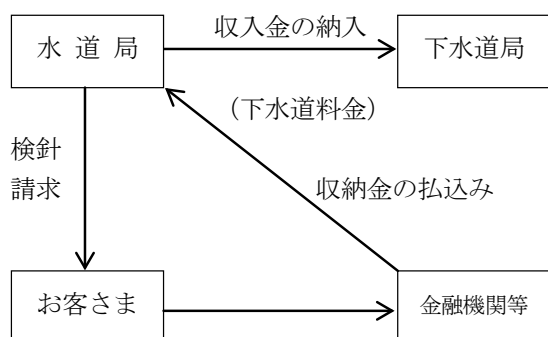 収入金の納入
水 道 局
下水道局
（下水道料金）
検針
請求
収納金の払込み
お客さま
金融機関等